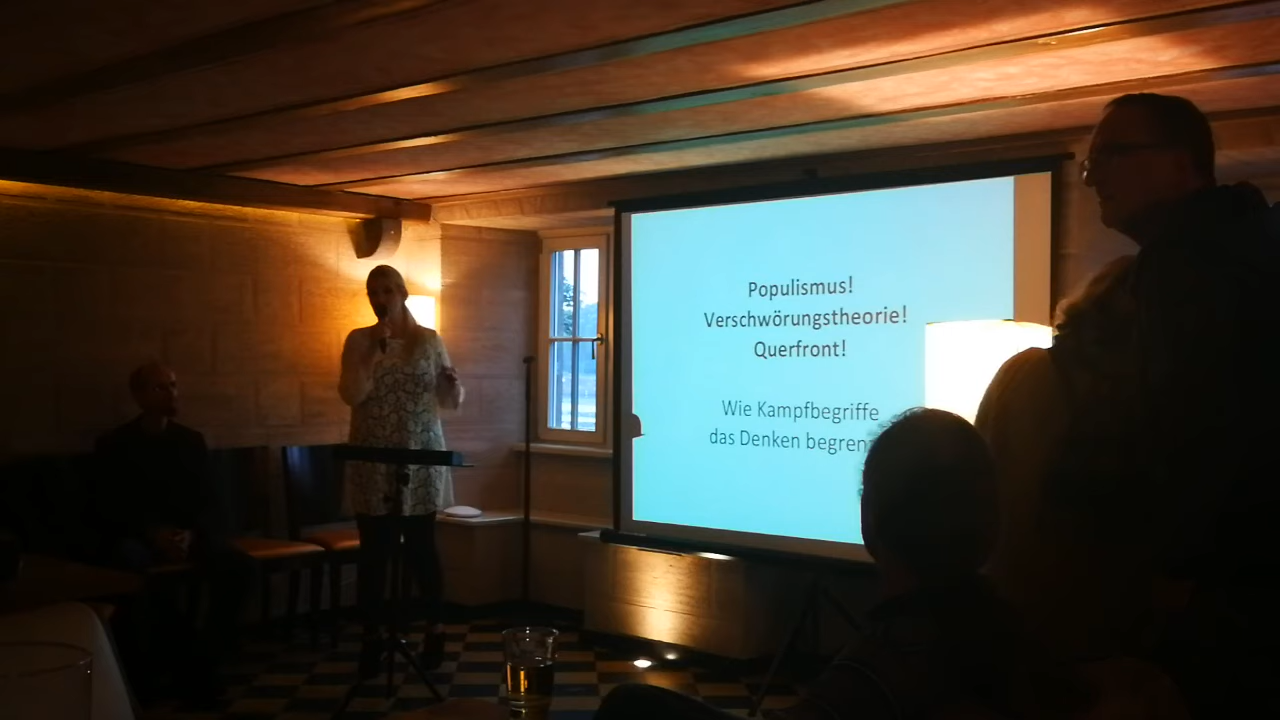 Populismus!
Verschwörungstheorie!
Querfront!
Wie Kampfbegriffe
das Denken